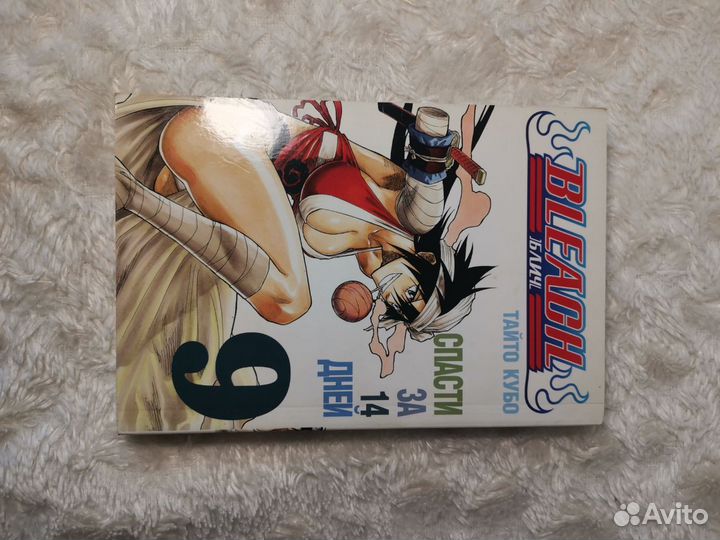 BLEACH
БЛИЧ
ТАЙТО КУБО
СПАСТИ
ЗА
14
ДНЕЙ
9
Avito